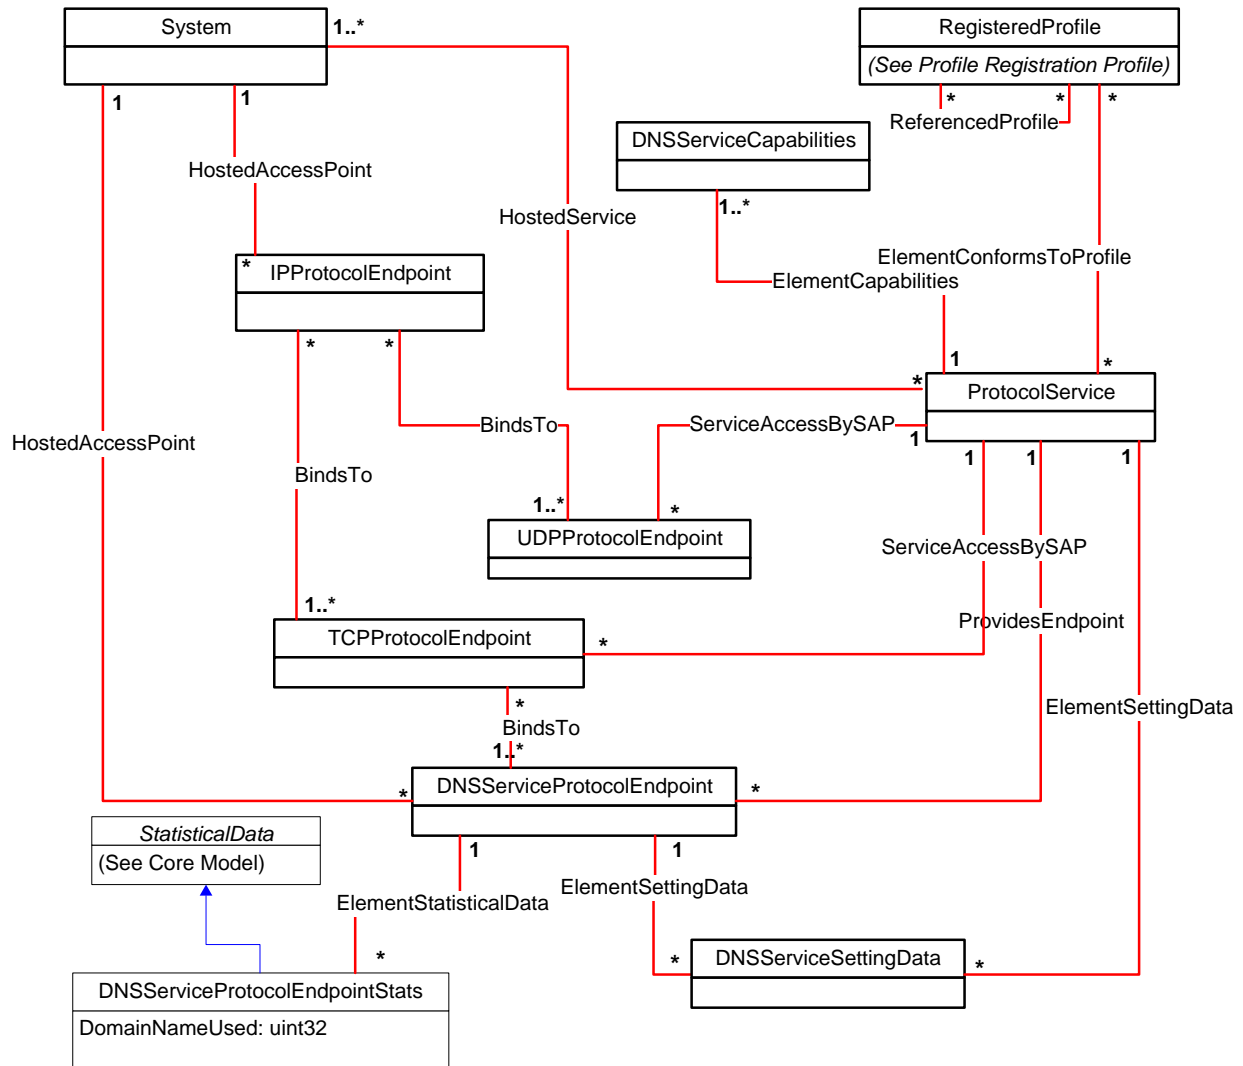 System
1..*
RegisteredProfile
(See Profile Registration Profile)
1
1
*
*
*
ReferencedProfile
DNSServiceCapabilities
HostedAccessPoint
1..*
HostedService
ElementConformsToProfile
*
IPProtocolEndpoint
ElementCapabilities
*
*
1
*
*
ProtocolService
HostedAccessPoint
BindsTo
ServiceAccessBySAP
1
1
1
1
BindsTo
1..*
*
UDPProtocolEndpoint
ServiceAccessBySAP
1..*
TCPProtocolEndpoint
*
ProvidesEndpoint
*
BindsTo
ElementSettingData
1..*
DNSServiceProtocolEndpoint
*
*
StatisticalData
(See Core Model)
1
1
ElementSettingData
ElementStatisticalData
*
*
DNSServiceSettingData
*
DNSServiceProtocolEndpointStats
DomainNameUsed: uint32